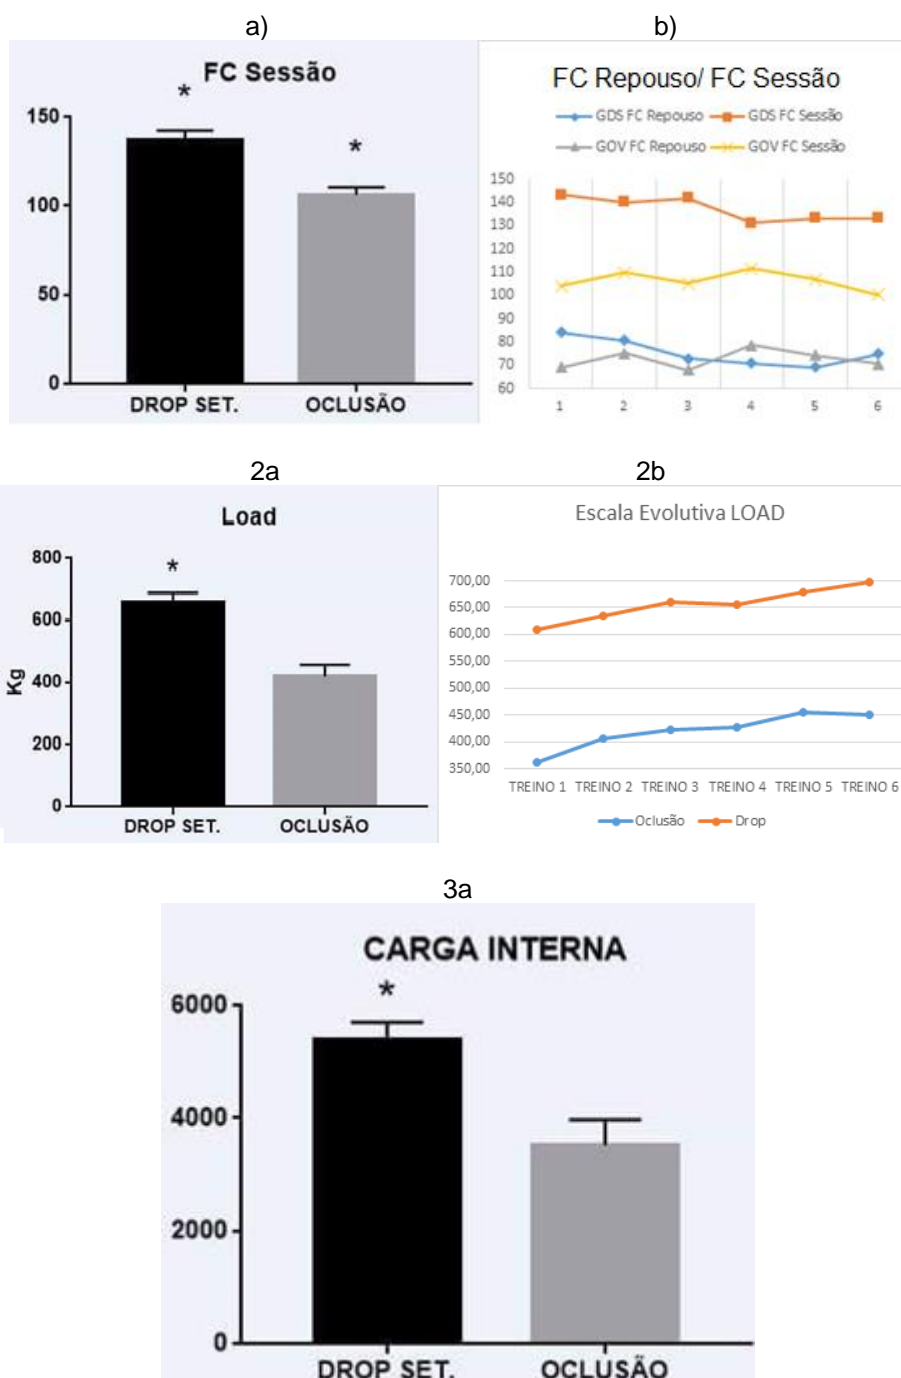 a)
b)
FC Sessão
*
*
150
100
50
0
DROP SET.
OCLUSÃO
FC Repouso/ FC Sessão
GDS FC Repouso
GDS FC Sessão
GOV FC Repouso
GOV FC Sessão
150
140
130
120
110
100
90
80
70
60
1 2 3 4 5 6
2a
2b
Load
*
Kg
800
600
400
200
0
DROP SET.
OCLUSÃO
Escala Evolutiva LOAD
700,00
650,00
600,00
550,00
500,00
450,00
400,00
350,00
TREINO 1 TREINO 2 TREINO 3 TREINO 4 TREINO 5 TREINO 6
Oclusão
Drop
3a
CARGA INTERNA
*
6000
4000
2000
0
DROP SET.
OCLUSÃO